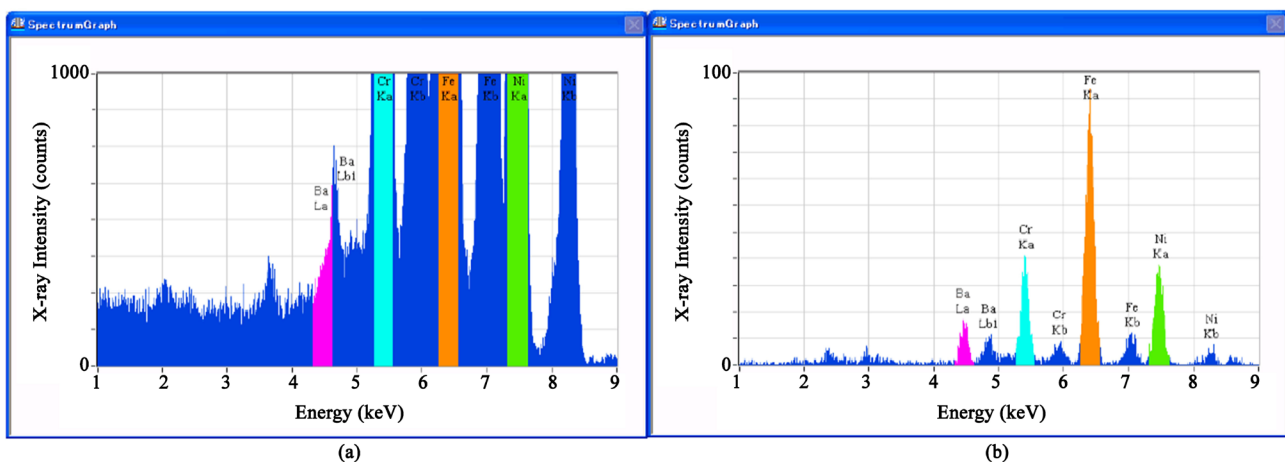 SpectrumGraph
1000
X-ray Intensity (counts)
0
Ba
La
Ba
Lbi
Cr
Ka
Cr
Kb
Fe
Ka
Fe
Kb
Ni
Ka
Ni
Kb
1 2 3 4 5 6 7 8 9
Energy (keV)
(a)
SpectrumGraph
100
X-ray Intensity (counts)
0
Ba
La
Ba
Lbi
Cr
Ka
Cr
Kb
Fe
Ka
Fe
Kb
Ni
Ka
Ni
Kb
1 2 3 4 5 6 7 8 9
Energy (keV)
(b)